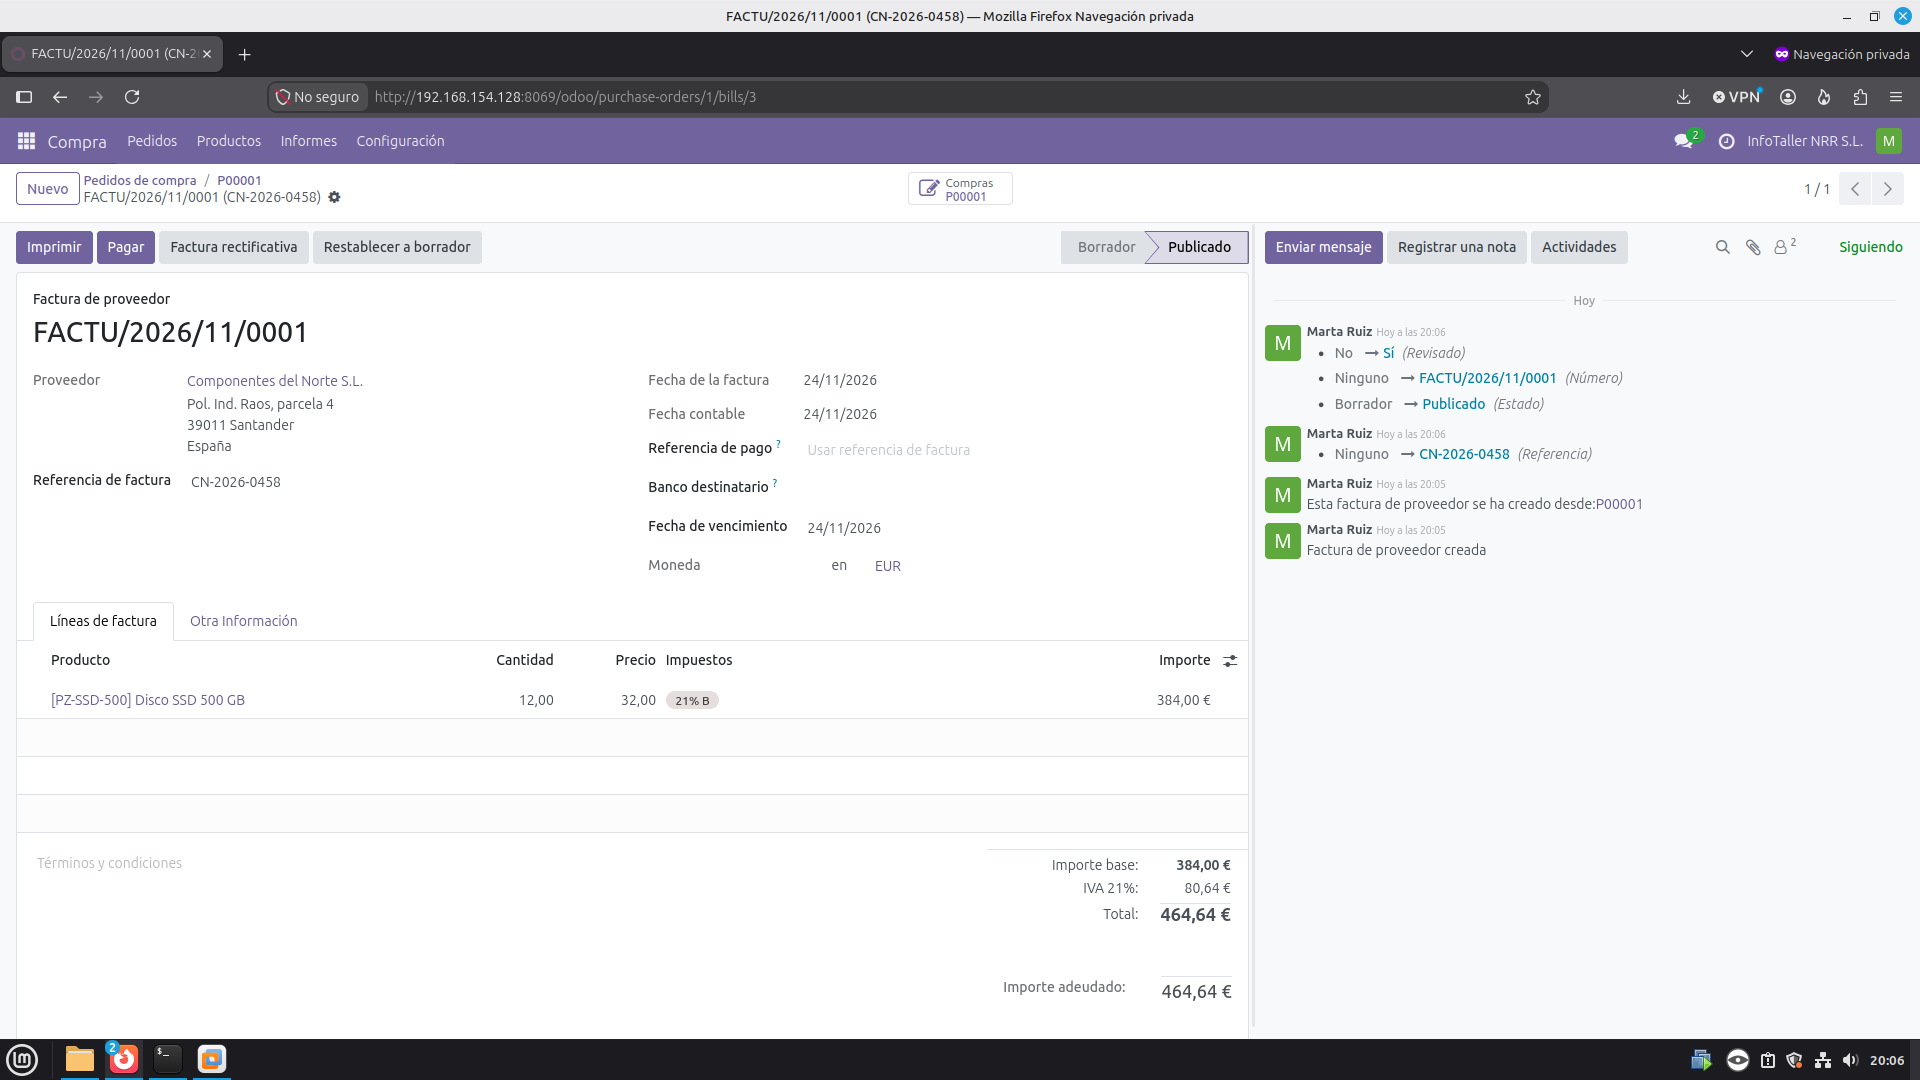 FACTU/2026/11/0001 (CN-2026-0458) — Mozilla Firefox Navegación privada
FACTU/2026/11/0001 (CN-2
Navegación privada
No seguro
http://192.168.154.128:8069/odoo/purchase-orders/1/bills/3
VPN
Compra
Pedidos
Productos
Informes
Configuración
2
InfoTaller NRR S.L.
M
Nuevo
Pedidos de compra / P00001
FACTU/2026/11/0001 (CN-2026-0458)
Compras
P00001
1 / 1
Imprimir
Pagar
Factura rectificativa
Restablecer a borrador
Borrador
Publicado
Enviar mensaje
Registrar una nota
Actividades
2
Siguiendo
Factura de proveedor
FACTU/2026/11/0001
Proveedor
Componentes del Norte S.L.
Pol. Ind. Raos, parcela 4
39011 Santander
España
Referencia de factura
CN-2026-0458
Fecha de la factura
24/11/2026
Fecha contable
24/11/2026
Referencia de pago ?
Usar referencia de factura
Banco destinatario ?
Fecha de vencimiento
24/11/2026
Moneda
en
EUR
Líneas de factura
Otra Información
Producto
Cantidad
Precio
Impuestos
Importe
[PZ-SSD-500] Disco SSD 500 GB
12,00
32,00
21% B
384,00 €
Términos y condiciones
Importe base: 384,00 €
IVA 21%: 80,64 €
Total: 464,64 €
Importe adeudado: 464,64 €
Hoy
M
Marta Ruiz Hoy a las 20:06
No → Sí (Revisado)
Ninguno → FACTU/2026/11/0001 (Número)
Borrador → Publicado (Estado)
M
Marta Ruiz Hoy a las 20:06
Ninguno → CN-2026-0458 (Referencia)
M
Marta Ruiz Hoy a las 20:05
Esta factura de proveedor se ha creado desde:P00001
M
Marta Ruiz Hoy a las 20:05
Factura de proveedor creada
2
20:06